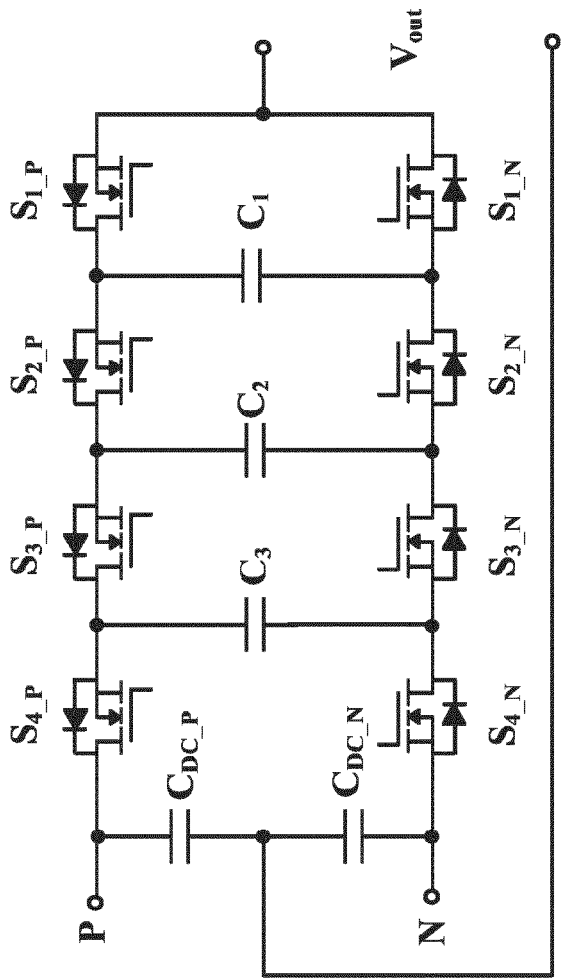 S4_P
S3_P
S2_P
S1_P
P
CDC_P
C3
C2
C1
CDC_N
N
S4_N
S3_N
S2_N
S1_N
Vout